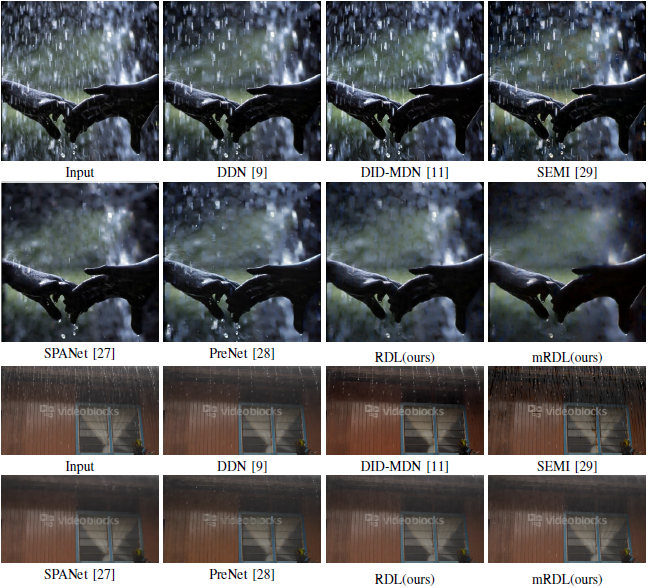 Input DDN [9] DID-MDN [11] SEMI [29]
SPANet [27] PreNet [28] RDL(ours) mRDL(ours)
Videoblocks Videoblocks Videoblocks Videoblocks
Input DDN [9] DID-MDN [11] SEMI [29]
Videoblocks Videoblocks Videoblocks Videoblocks
SPANet [27] PreNet [28] RDL(ours) mRDL(ours)